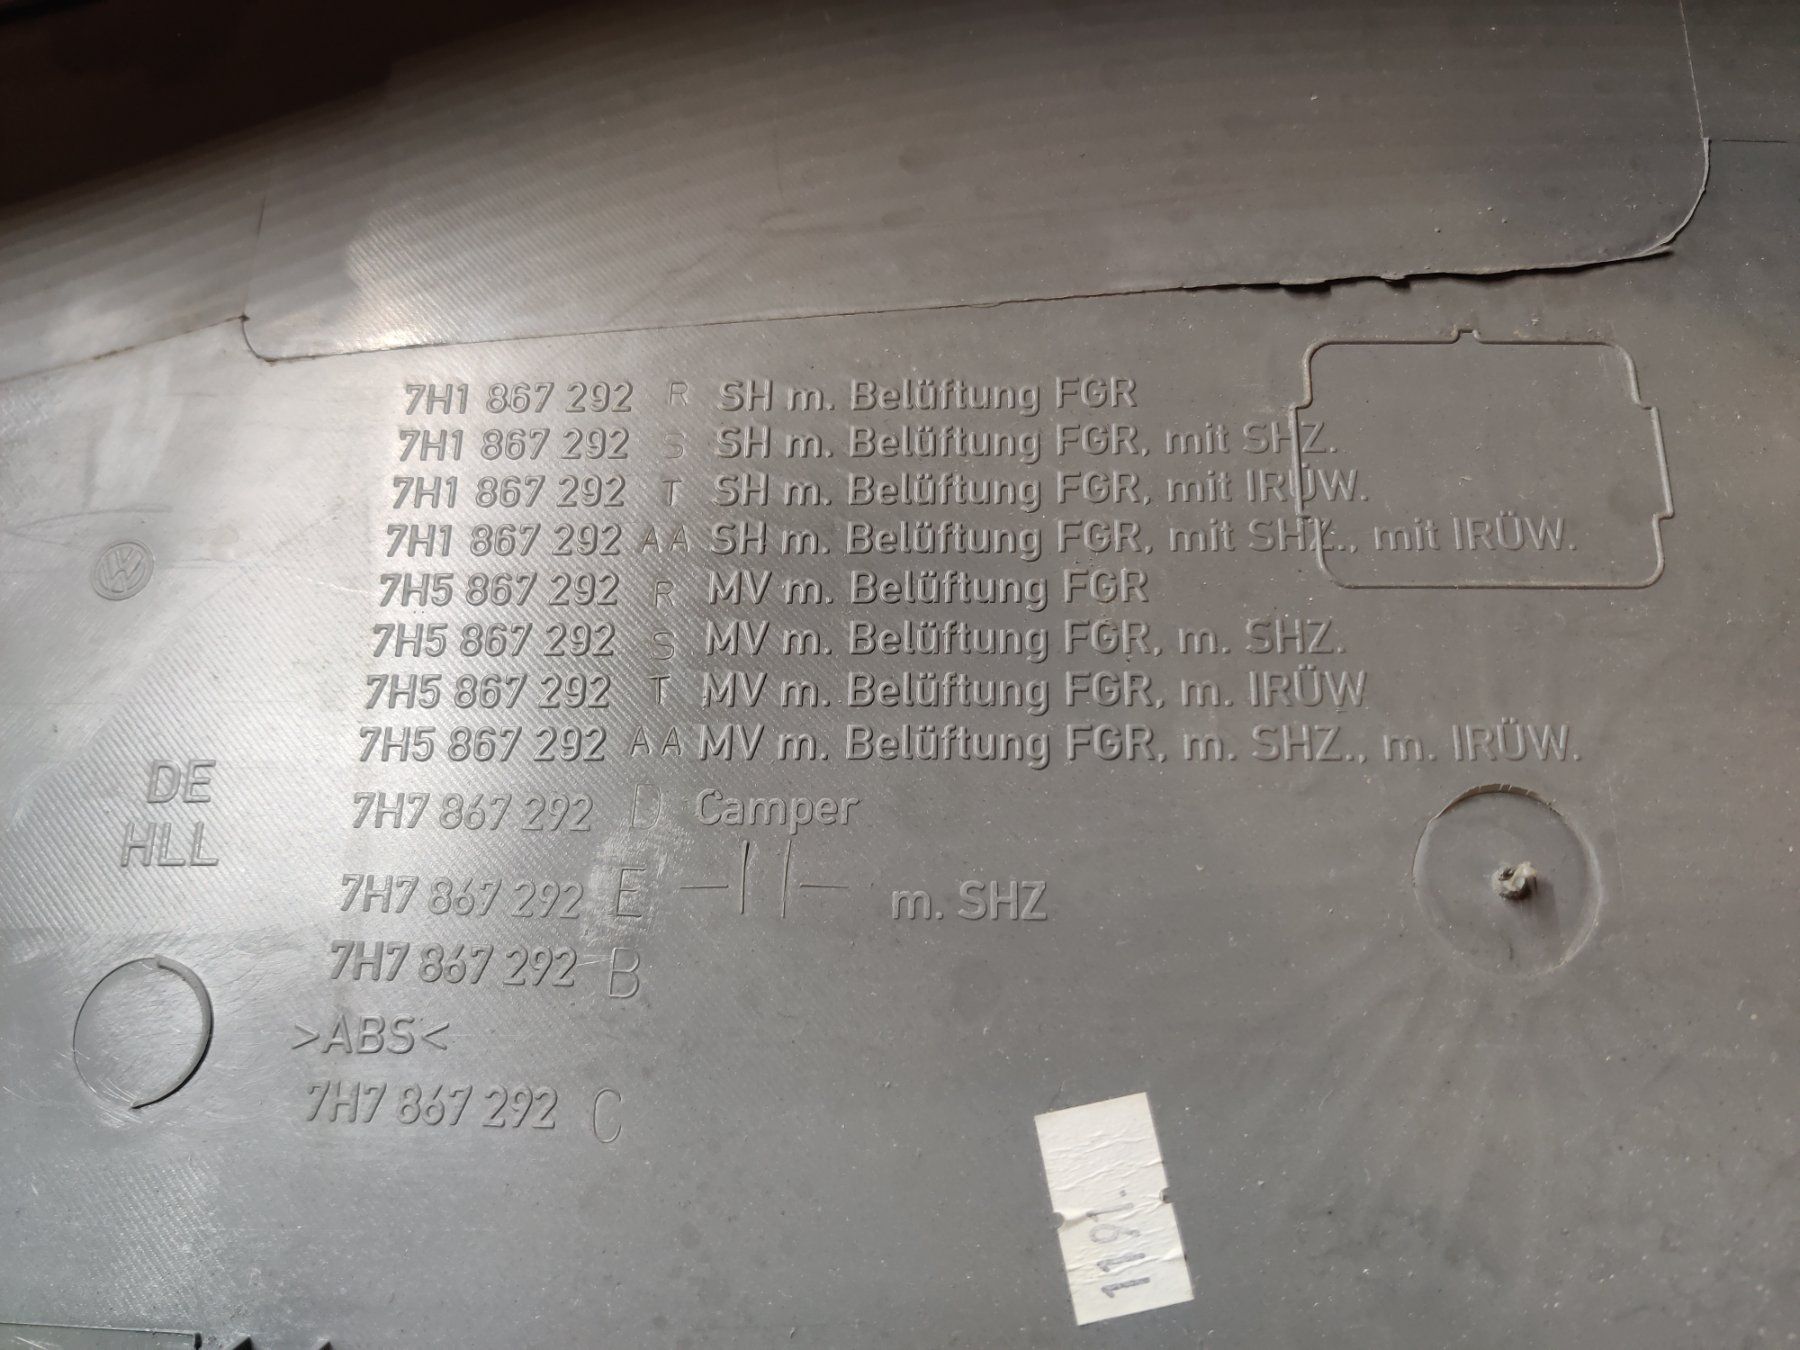 7H1 867 292 R SH m. Belüftung FGR
7H1 867 292 S SH m. Belüftung FGR, mit SHZ.
7H1 867 292 T SH m. Belüftung FGR, mit IRÜW.
7H1 867 292 AA SH m. Belüftung FGR, mit SHZ., mit IRÜW.
7H5 867 292 R MV m. Belüftung FGR
7H5 867 292 S MV m. Belüftung FGR, m. SHZ.
7H5 867 292 T MV m. Belüftung FGR, m. IRÜW
7H5 867 292 AA MV m. Belüftung FGR, m. SHZ., m. IRÜW.
7H7 867 292 D Camper
7H7 867 292 E —||— m. SHZ
7H7 867 292 B
>ABS<
7H7 867 292 C
DE
HLL
VW
1191.